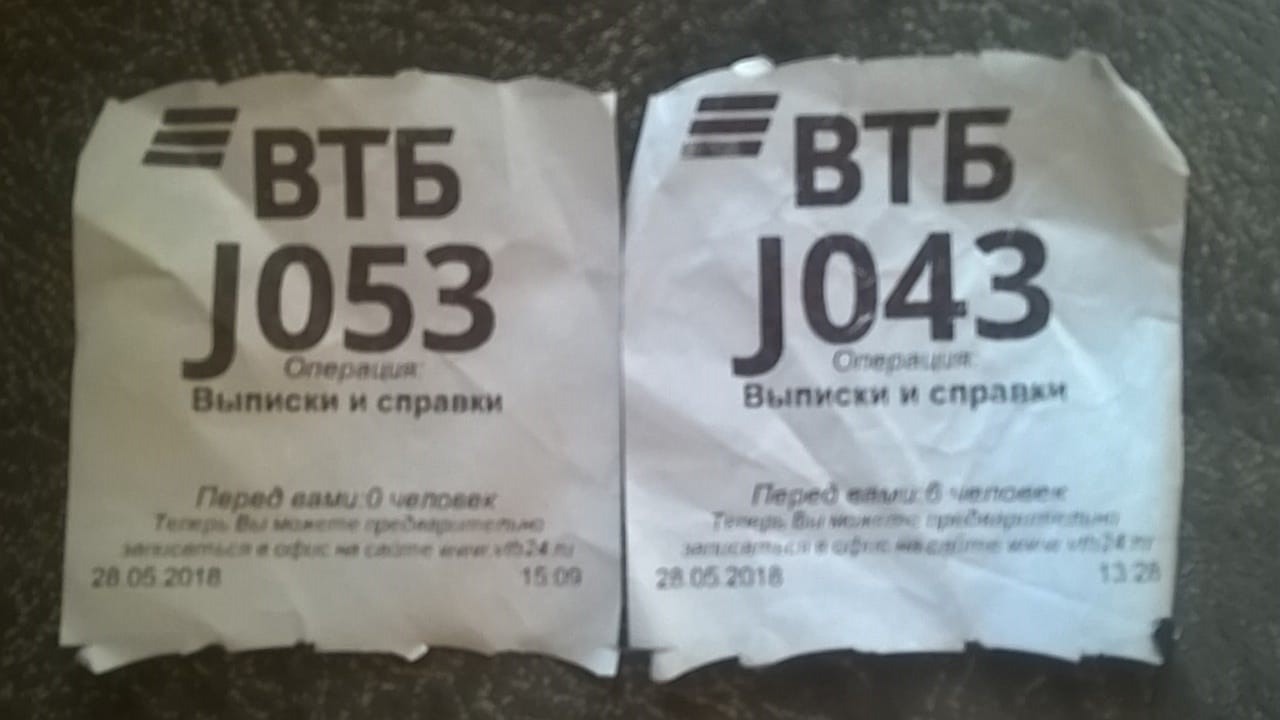 ВТБ
J053
Операция:
Выписки и справки
Перед вами:0 человек
Теперь Вы можете предварительно
записаться в офис на сайте www.vtb24.ru
28.05.2018 15:09
ВТБ
J043
Операция:
Выписки и справки
Перед вами:6 человек
Теперь Вы можете предварительно
записаться в офис на сайте www.vtb24.ru
28.05.2018 13:28